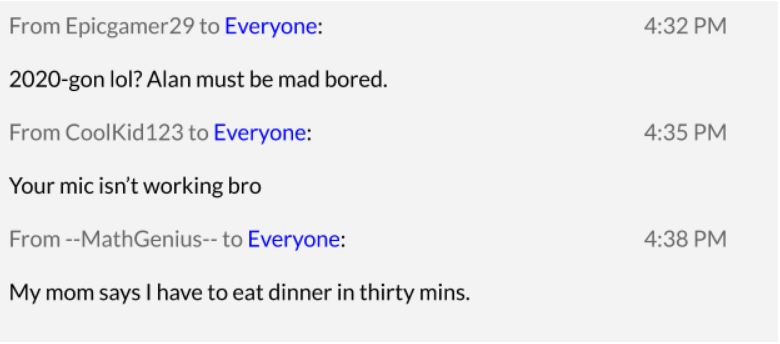 From Epicgamer29 to Everyone: 4:32 PM
2020-gon lol? Alan must be mad bored.
From CoolKid123 to Everyone: 4:35 PM
Your mic isn’t working bro
From --MathGenius-- to Everyone: 4:38 PM
My mom says I have to eat dinner in thirty mins.